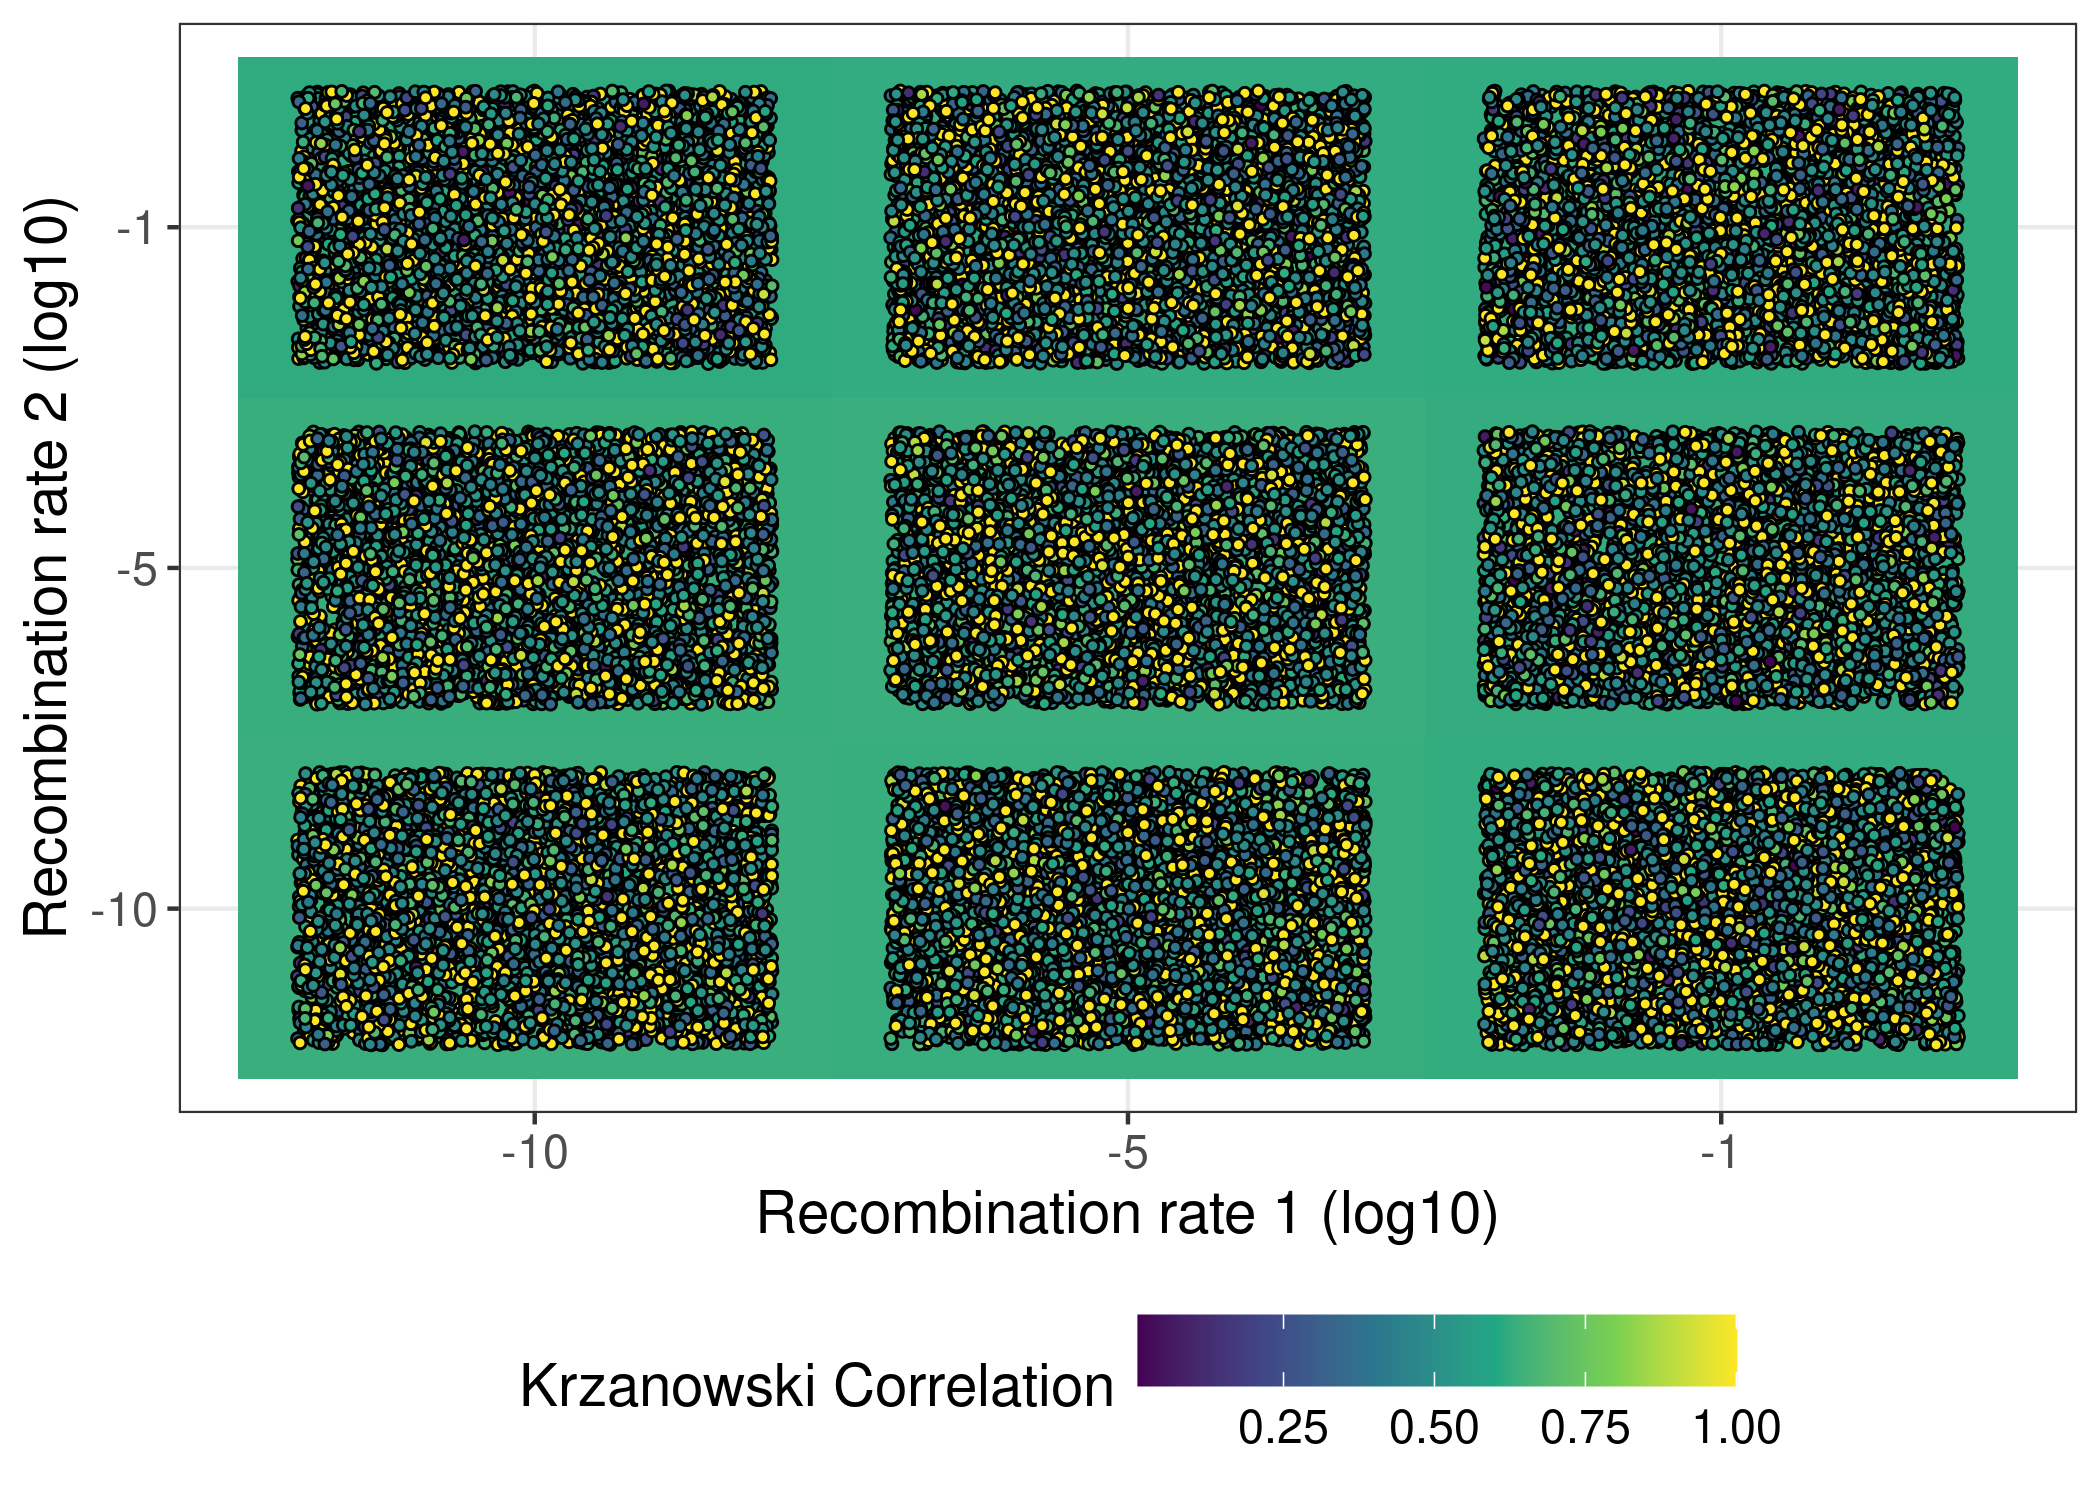 Recombination rate 2 (log10)
-1
-5
-10
-10 -5 -1
Recombination rate 1 (log10)
Krzanowski Correlation
0.25 0.50 0.75 1.00